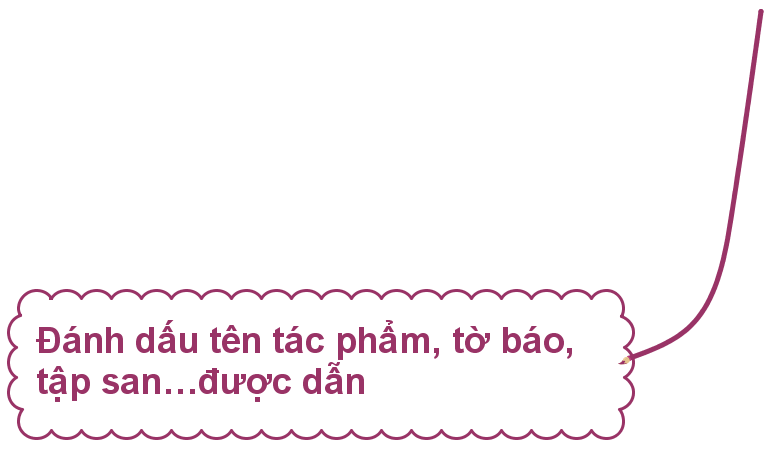 Đánh dấu tên tác phẩm, tờ báo,
tập san…được dẫn